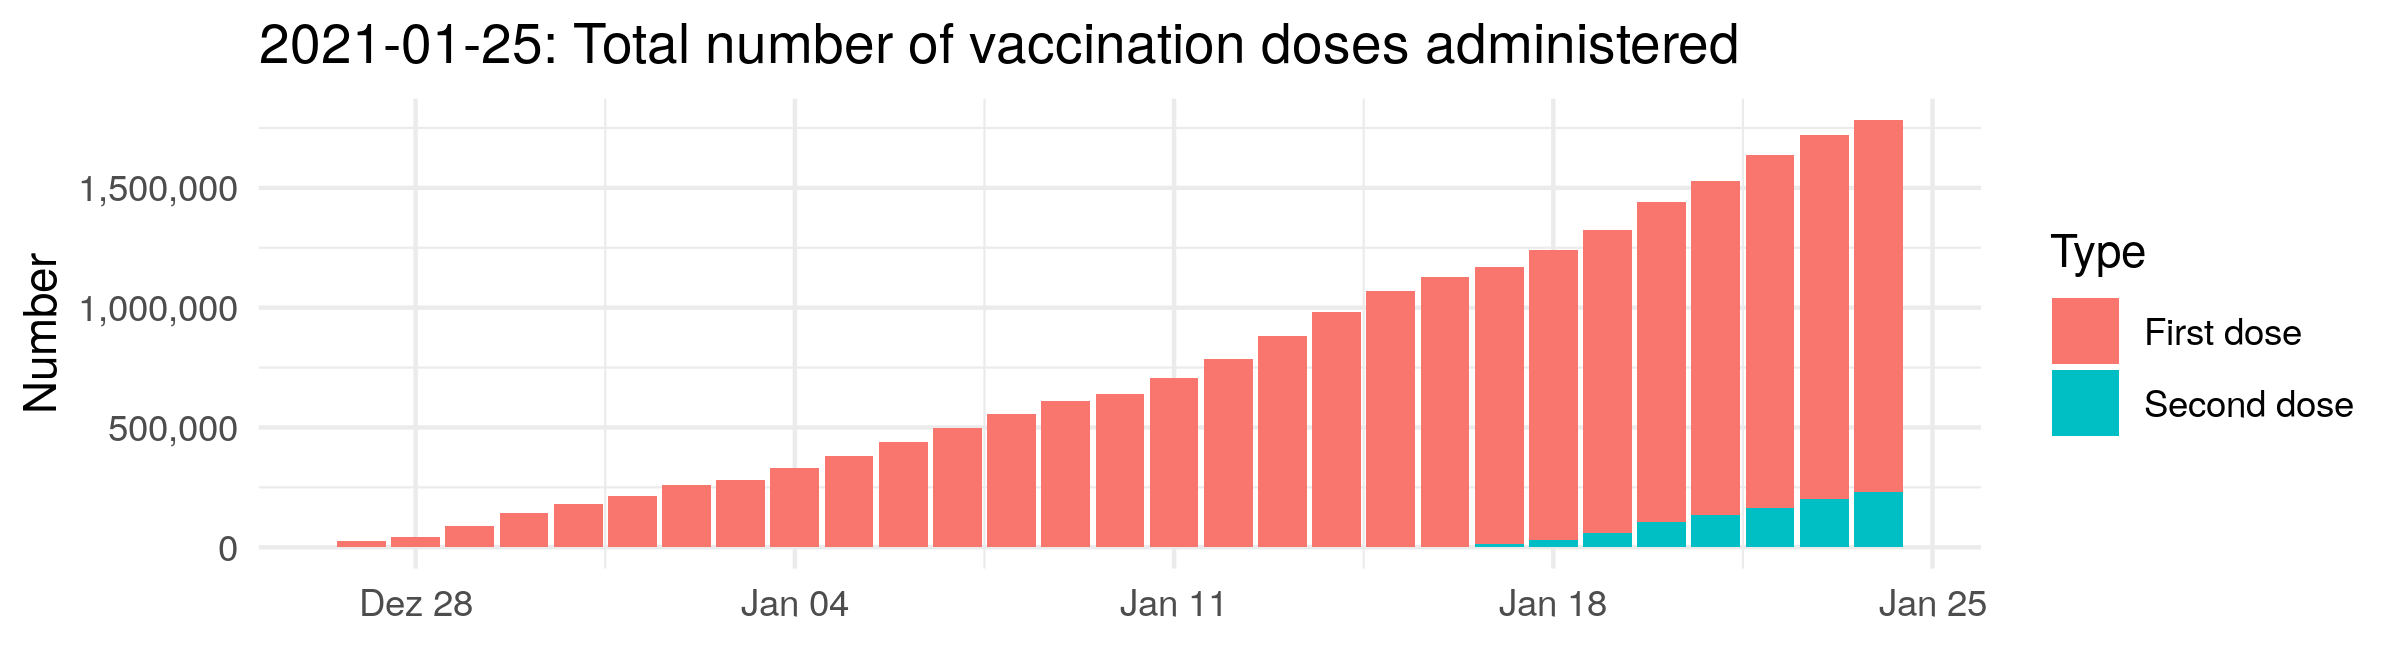 2021-01-25: Total number of vaccination doses administered
Number
1,500,000
1,000,000
500,000
0
Dez 28 Jan 04 Jan 11 Jan 18 Jan 25
Type
First dose
Second dose